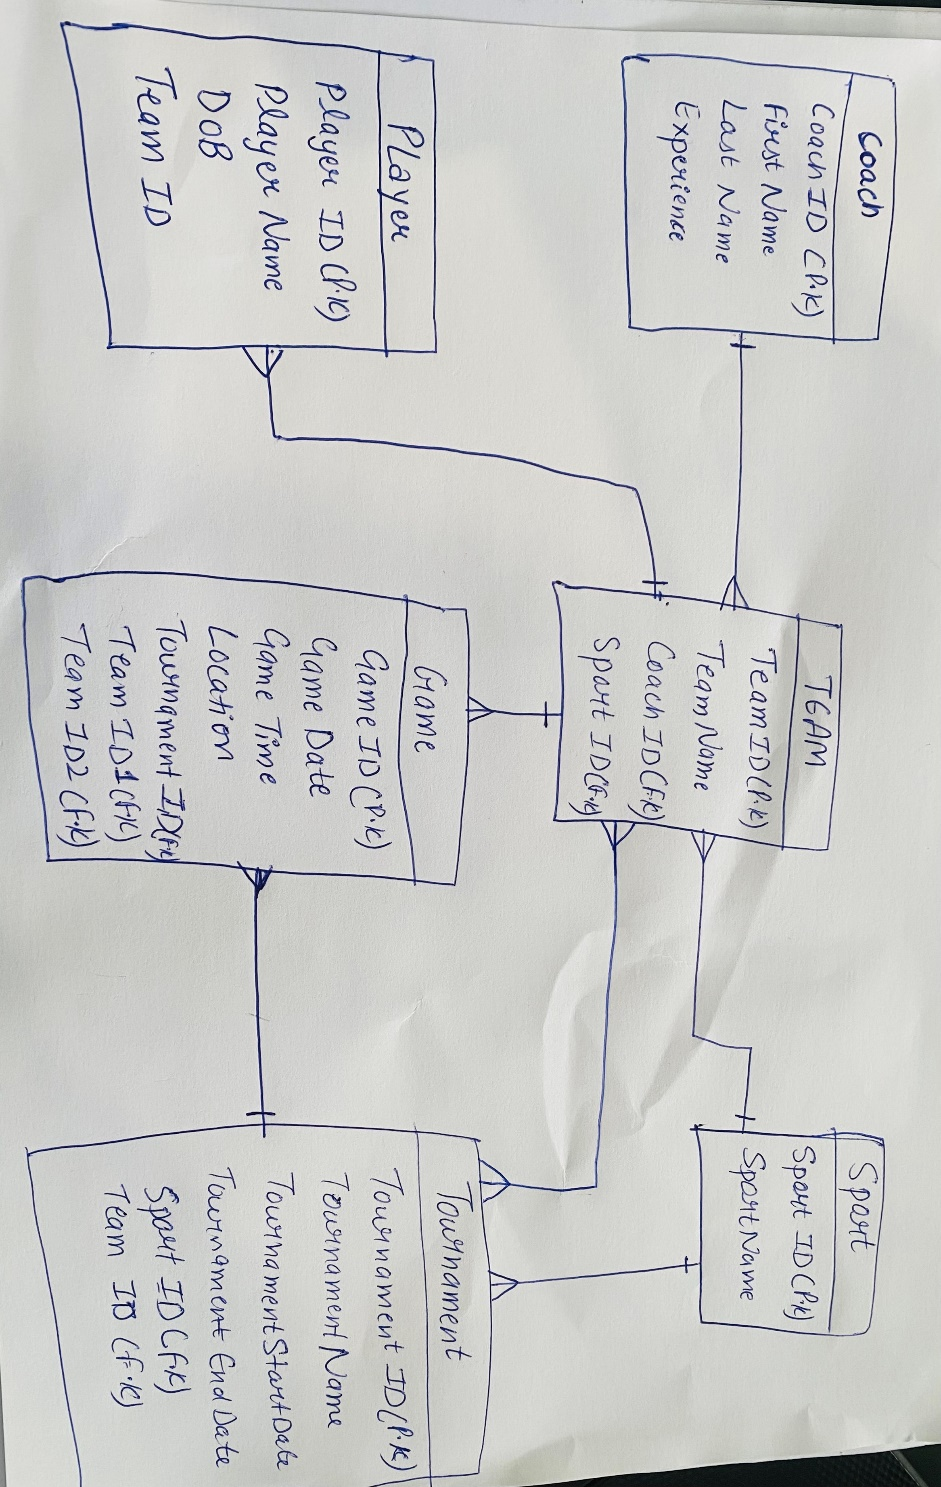 Coach
Coach ID (P.K)
First Name
Last Name
Experience
TEAM
Team ID (P.K)
Team Name
Coach ID (F.K)
Sport ID (F.K)
Sport
Sport ID (P.K)
Sport Name
Player
Player ID (P.K)
Player Name
DOB
Team ID
Game
Game ID (P.K)
Game Date
Game Time
Location
Tournament ID (F.K)
Team ID1 (F.K)
Team ID2 (F.K)
Tournament
Tournament ID (P.K)
Tournament Name
Tournament Start Date
Tournament End Date
Sport ID (F.K)
Team ID (F.K)